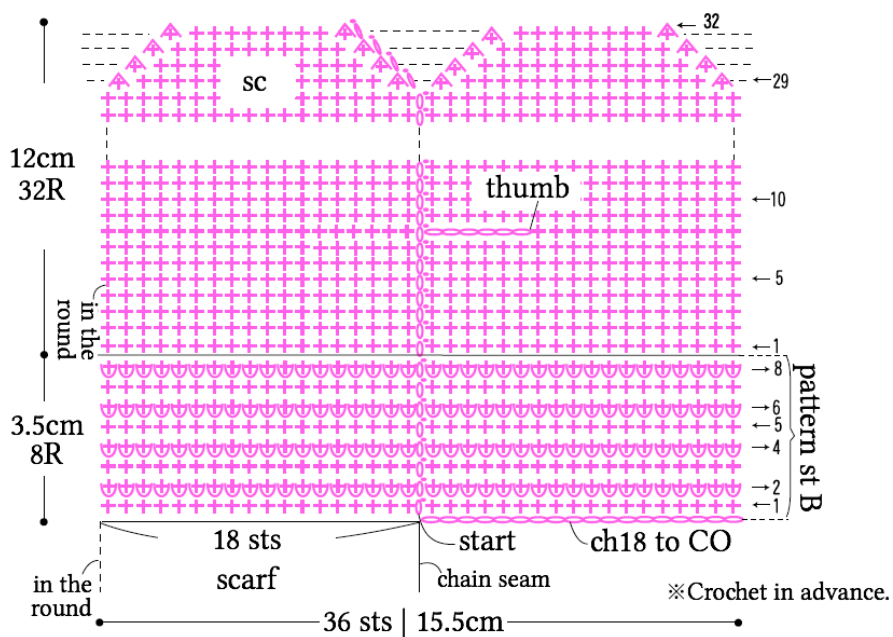 32
29
sc
12cm
32R
thumb
10
5
in the
round
1
8
3.5cm
8R
6
5
4
2
1
pattern st B
18 sts
start
ch18 to CO
scarf
in the
round
chain seam
※Crochet in advance.
36 sts | 15.5cm